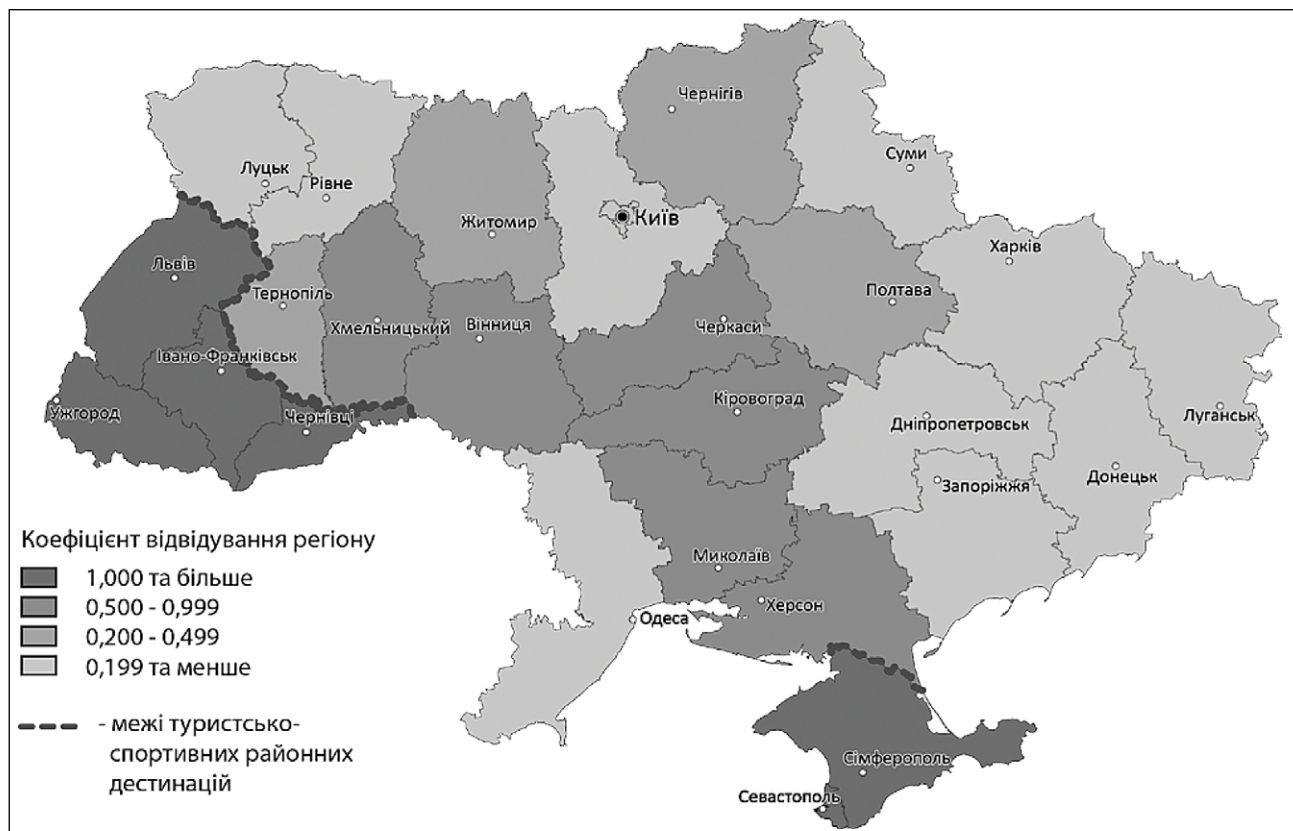 Чернігів
Суми
Луцьк
Рівне
Київ
Житомир
Харків
Львів
Тернопіль
Полтава
Хмельницький
Вінниця
Черкаси
Івано-Франківськ
Кіровоград
Ужгород
Чернівці
Дніпропетровськ
Луганськ
Запоріжжя
Донецьк
Миколаїв
Херсон
Одеса
Сімферополь
Севастополь
Коефіцієнт відвідування регіону
1,000 та більше
0,500 - 0,999
0,200 - 0,499
0,199 та менше
- межі туристсько-
спортивних районних
дестинацій